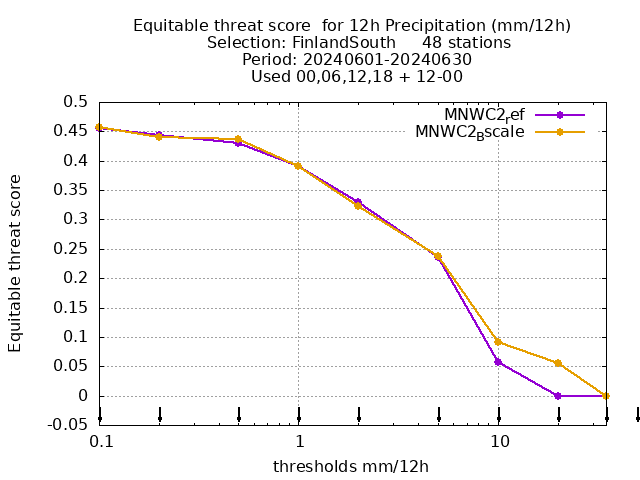 Equitable threat score  for 12h Precipitation (mm/12h)
Selection: FinlandSouth     48 stations
Period: 20240601-20240630
Used 00,06,12,18 + 12-00
MNWC2ref
MNWC2Bscale
Equitable threat score
0.5
0.45
0.4
0.35
0.3
0.25
0.2
0.15
0.1
0.05
0
-0.05
0.1 1 10
thresholds mm/12h